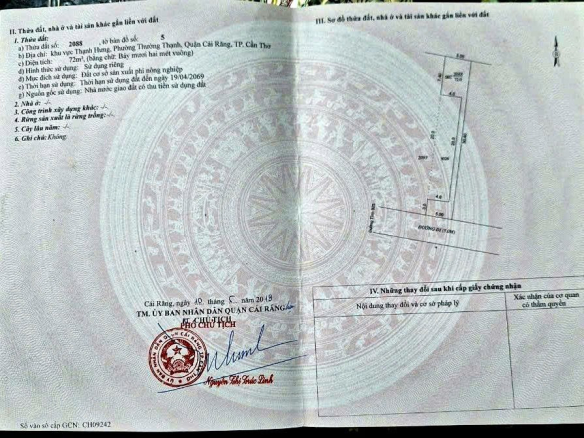 II. Thửa đất, nhà ở và tài sản khác gắn liền với đất
1. Thửa đất:
a) Thửa đất số: 2088 , tờ bản đồ số: 5
b) Địa chỉ: khu vực Thạnh Hưng, Phường Thường Thạnh, Quận Cái Răng, TP. Cần Thơ
c) Diện tích: 72m², (bằng chữ: Bảy mươi hai mét vuông)
d) Hình thức sử dụng: Sử dụng riêng
đ) Mục đích sử dụng: Đất cơ sở sản xuất phi nông nghiệp
e) Thời hạn sử dụng: Thời hạn sử dụng đất đến ngày 19/04/2069
g) Nguồn gốc sử dụng: Nhà nước giao đất có thu tiền sử dụng đất
2. Nhà ở: -/-
3. Công trình xây dựng khác: -/-
4. Rừng sản xuất là rừng trồng: -/-
5. Cây lâu năm: -/-
6. Ghi chú: Không.
Cái Răng, ngày 10 tháng 5 năm 2019
TM. ỦY BAN NHÂN DÂN QUẬN CÁI RĂNG
KT. CHỦ TỊCH
PHÓ CHỦ TỊCH
Nguyễn Thị Trúc Linh
Số vào sổ cấp GCN: CH09242
III. Sơ đồ thửa đất, nhà ở và tài sản khác gắn liền với đất
2088
IV. Những thay đổi sau khi cấp giấy chứng nhận
Nội dung thay đổi và cơ sở pháp lý
Xác nhận của cơ quan
có thẩm quyền